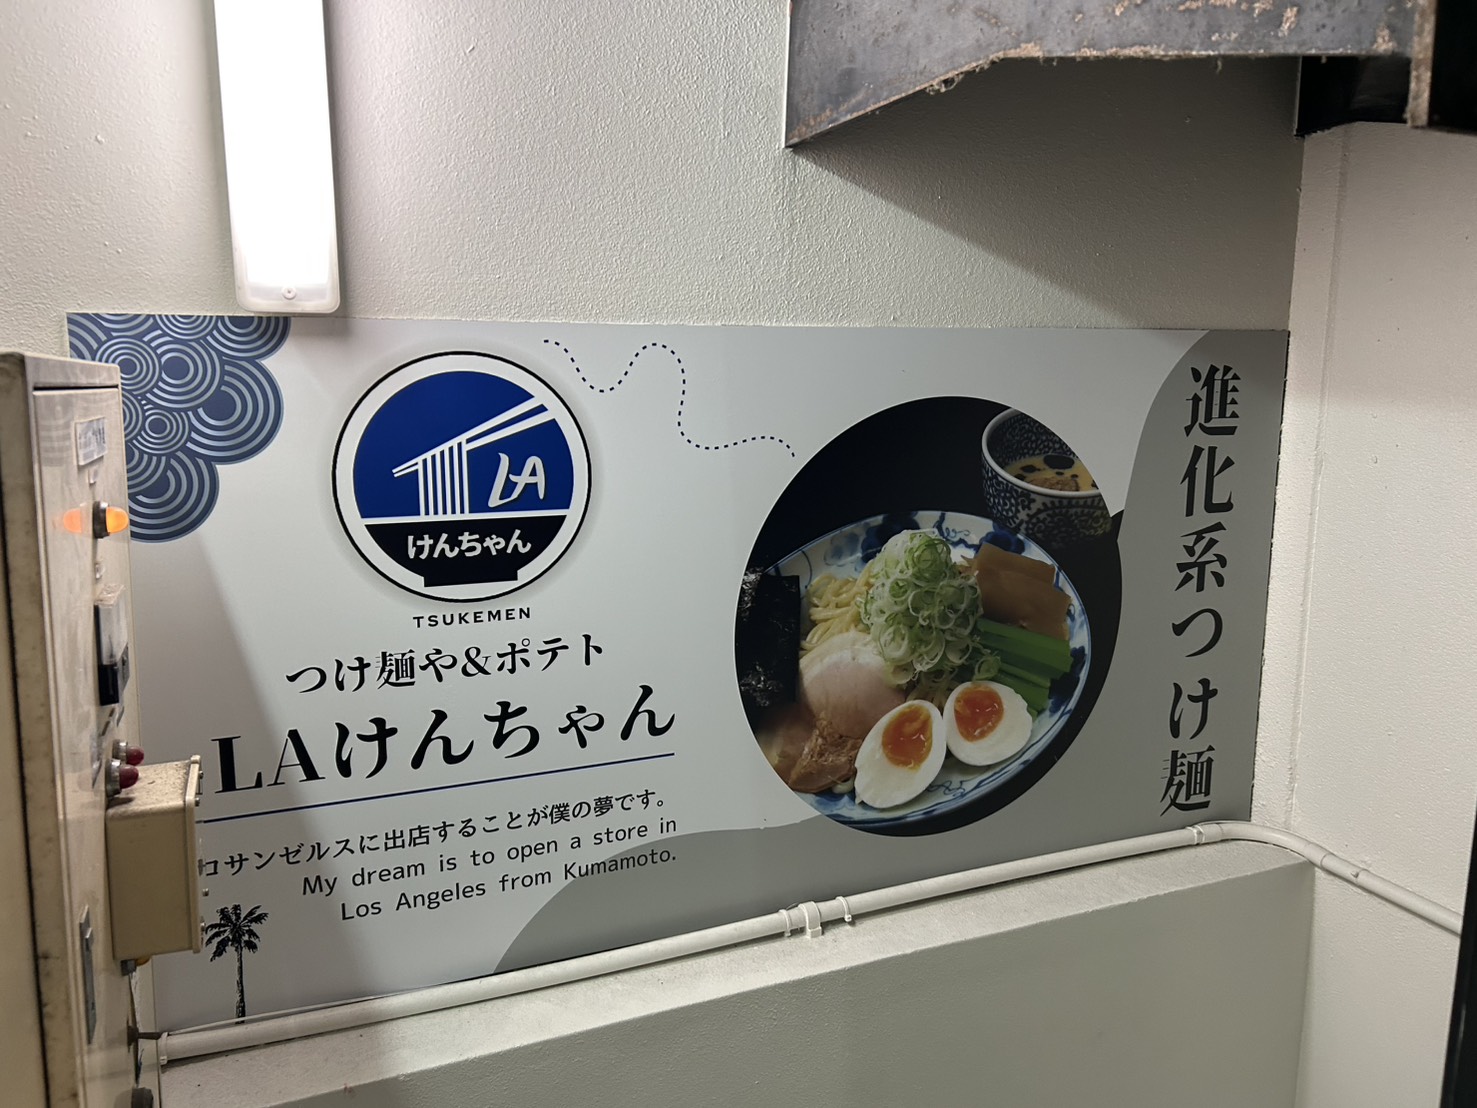 LA
けんちゃん
TSUKEMEN
つけ麺や&ポテト
LAけんちゃん
ロサンゼルスに出店することが僕の夢です。
My dream is to open a store in
Los Angeles from Kumamoto.
進化系つけ麺